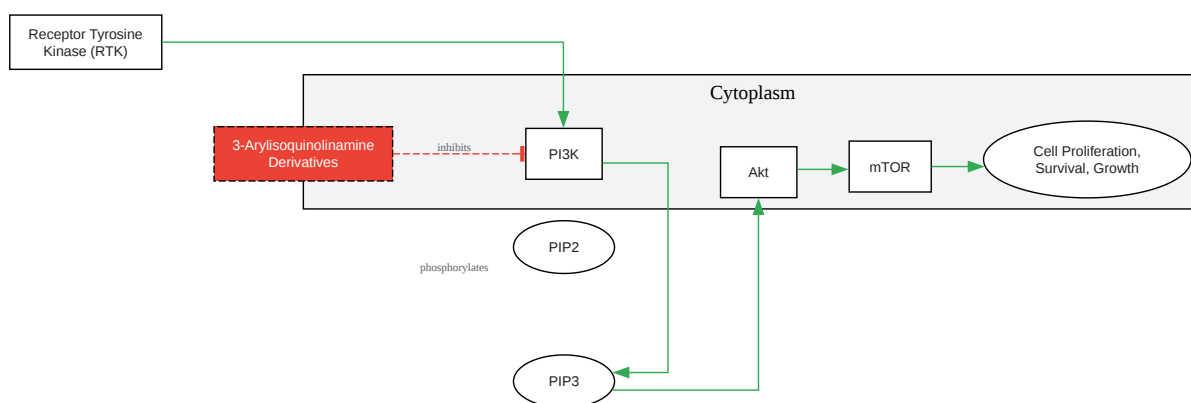 Receptor Tyrosine
Kinase (RTK)
Cytoplasm
3-Arylisoquinolinamine
Derivatives
inhibits
PI3K
Akt
mTOR
Cell Proliferation,
Survival, Growth
PIP2
phosphorylates
PIP3